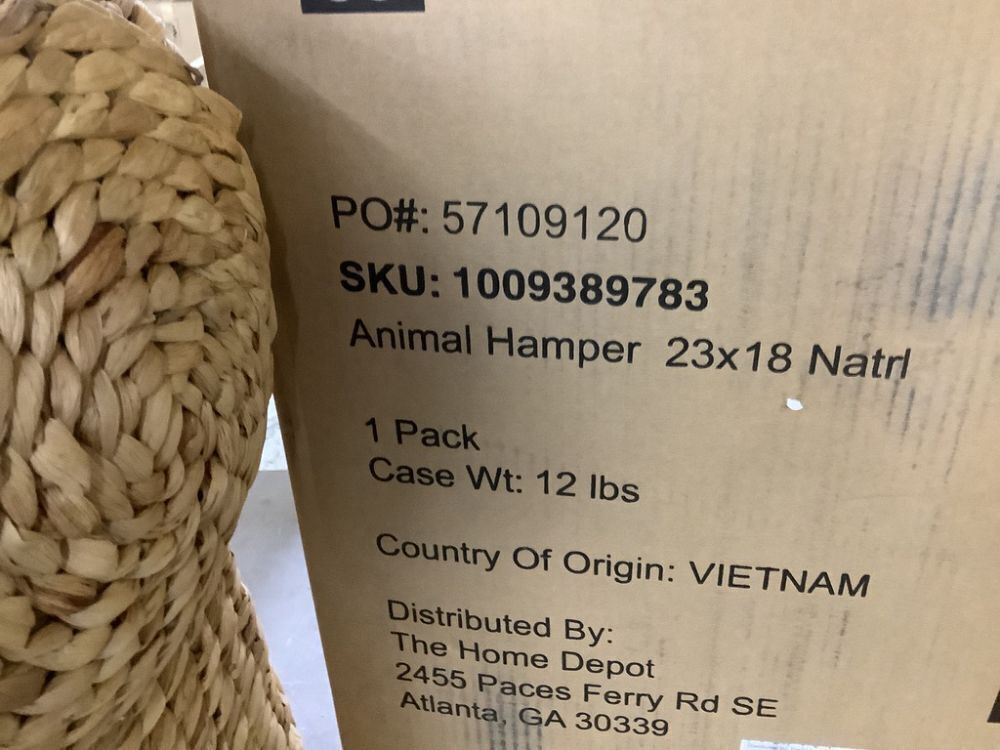 PO#: 57109120
SKU: 1009389783
Animal Hamper 23x18 Natrl
1 Pack
Case Wt: 12 lbs
Country Of Origin: VIETNAM
Distributed By:
The Home Depot
2455 Paces Ferry Rd SE
Atlanta, GA 30339